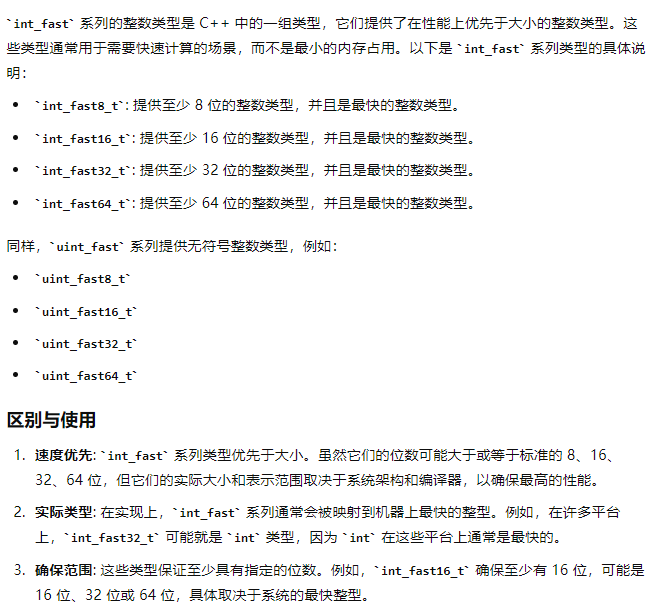 `int_fast` 系列的整数类型是 C++ 中的一组类型，它们提供了在性能上优先于大小的整数类型。这
些类型通常用于需要快速计算的场景，而不是最小的内存占用。以下是 `int_fast` 系列类型的具体说
明：
• `int_fast8_t`: 提供至少 8 位的整数类型，并且是最快的整数类型。
• `int_fast16_t`: 提供至少 16 位的整数类型，并且是最快的整数类型。
• `int_fast32_t`: 提供至少 32 位的整数类型，并且是最快的整数类型。
• `int_fast64_t`: 提供至少 64 位的整数类型，并且是最快的整数类型。
同样，`uint_fast` 系列提供无符号整数类型，例如：
• `uint_fast8_t`
• `uint_fast16_t`
• `uint_fast32_t`
• `uint_fast64_t`
区别与使用
1. 速度优先: `int_fast` 系列类型优先于大小。虽然它们的位数可能大于或等于标准的 8、16、
32、64 位，但它们的实际大小和表示范围取决于系统架构和编译器，以确保最高的性能。
2. 实际类型: 在实现上，`int_fast` 系列通常会被映射到机器上最快的整型。例如，在许多平台
上，`int_fast32_t` 可能就是 `int` 类型，因为 `int` 在这些平台上通常是最快的。
3. 确保范围: 这些类型保证至少具有指定的位数。例如，`int_fast16_t` 确保至少有 16 位，可能是
16 位、32 位或 64 位，具体取决于系统的最快整型。